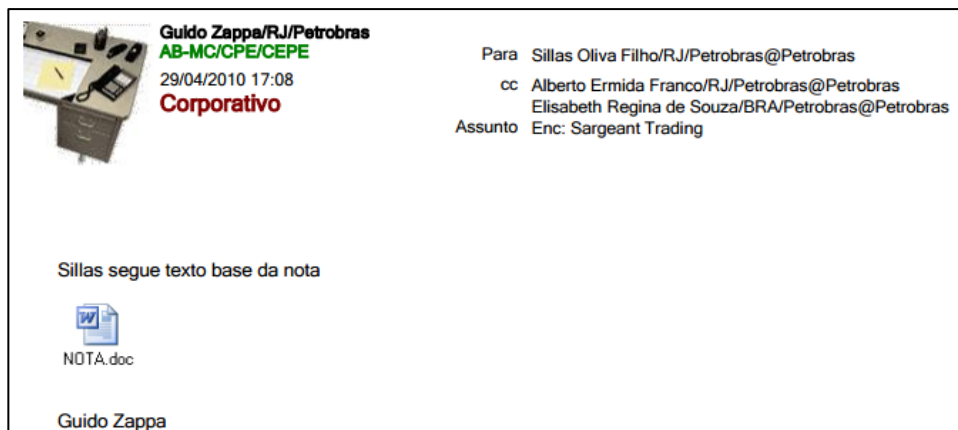 Guido Zappa/RJ/Petrobras
AB-MC/CPE/CEPE
29/04/2010 17:08
Corporativo
Para Sillas Oliva Filho/RJ/Petrobras@Petrobras
cc Alberto Ermida Franco/RJ/Petrobras@Petrobras
Elisabeth Regina de Souza/BRA/Petrobras@Petrobras
Assunto Enc: Sargeant Trading
Sillas segue texto base da nota
NOTA.doc
Guido Zappa